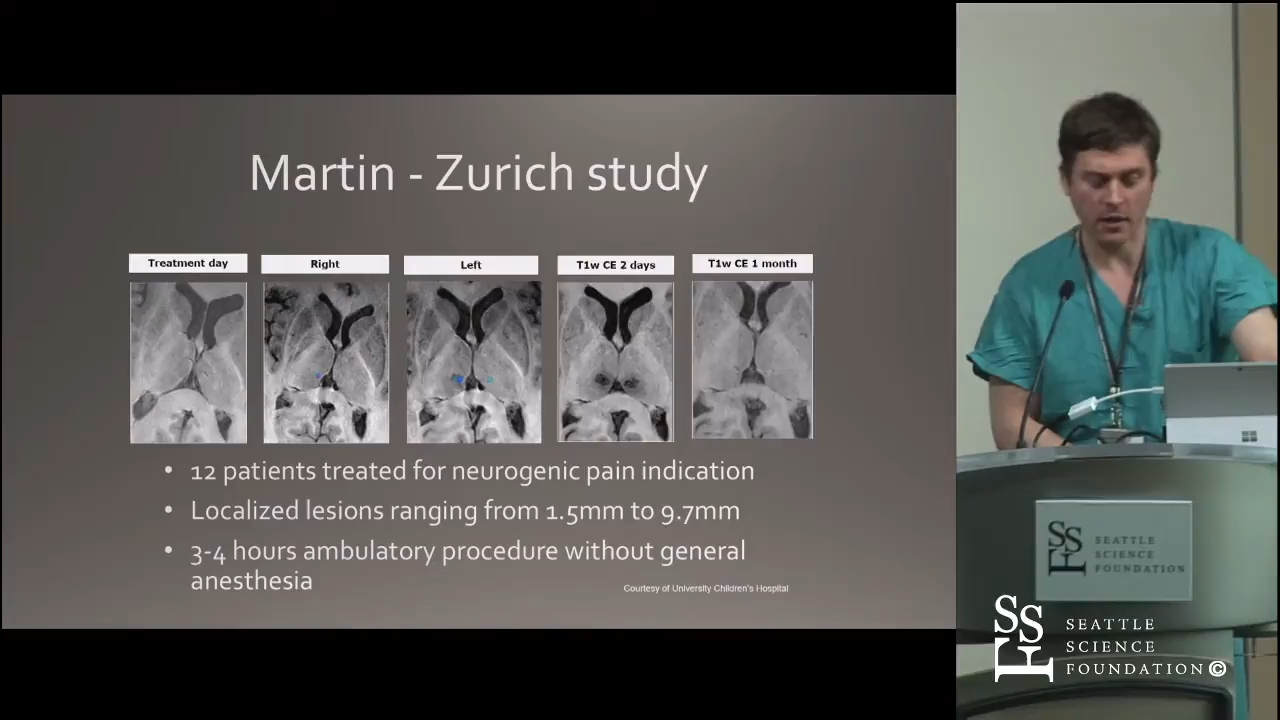 Martin - Zurich study
Treatment day
Right
Left
T1w CE 2 days
T1w CE 1 month
• 12 patients treated for neurogenic pain indication
• Localized lesions ranging from 1.5mm to 9.7mm
• 3-4 hours ambulatory procedure without general
anesthesia
Courtesy of University Children's Hospital
SSF
SEATTLE
SCIENCE
FOUNDATION
SSF
SEATTLE
SCIENCE
FOUNDATION©